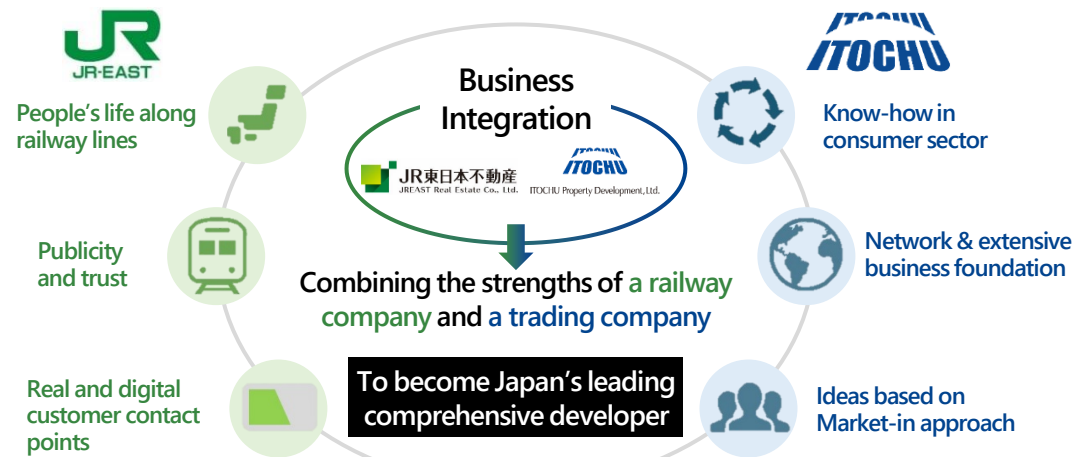 JR
JR-EAST
ITOCHU
ITOCHU
People's life along
railway lines
Business
Integration
Know-how in
consumer sector
JR東日本不動産
JREAST Real Estate Co., Ltd.
ITOCHU
ITOCHU
ITOCHU Property Development, Ltd.
Publicity
and trust
Network & extensive
business foundation
Combining the strengths of a railway
company and a trading company
Real and digital
customer contact
points
To become Japan's leading
comprehensive developer
Ideas based on
Market-in approach